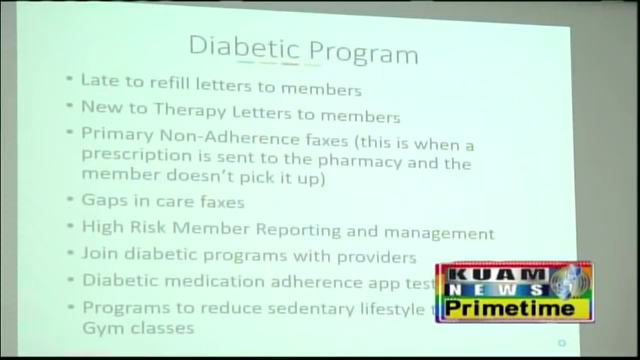 Diabetic Program
• Late to refill letters to members
• New to Therapy Letters to members
• Primary Non-Adherence faxes (this is when a
prescription is sent to the pharmacy and the
member doesn't pick it up)
• Gaps in care faxes
• High Risk Member Reporting and management
• Join diabetic programs with providers
• Diabetic medication adherence app
• Programs to reduce sedentary lifestyle
Gym classes
KUAM
NEWS
Primetime